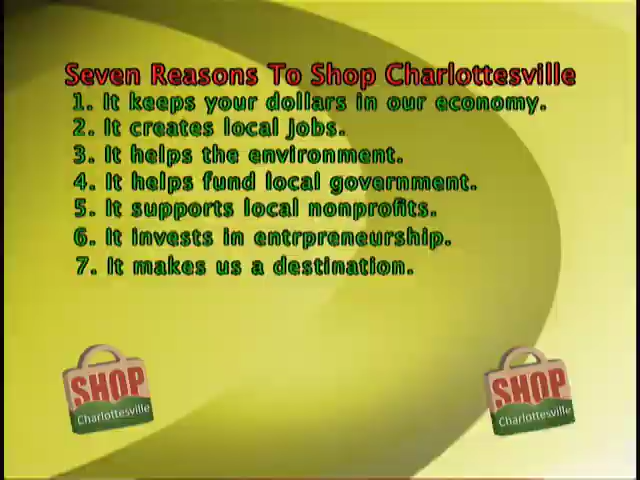 Seven Reasons To Shop Charlottesville
1. It keeps your dollars in our economy.
2. It creates local jobs.
3. It helps the environment.
4. It helps fund local government.
5. It supports local nonprofits.
6. It invests in entrpreneurship.
7. It makes us a destination.
SHOP
Charlottesville
SHOP
Charlottesville